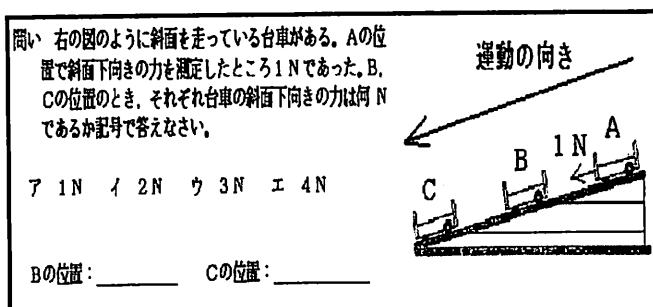 問い 右の図のように斜面を走っている台車がある。Aの位
置で斜面下向きの力を測定したところ1Nであった。B,
Cの位置のとき,それぞれ台車の斜面下向きの力は何N
であるか記号で答えなさい。
ア 1N イ 2N ウ 3N エ 4N
Bの位置:________ Cの位置:________
運動の向き
A
1N
B
C